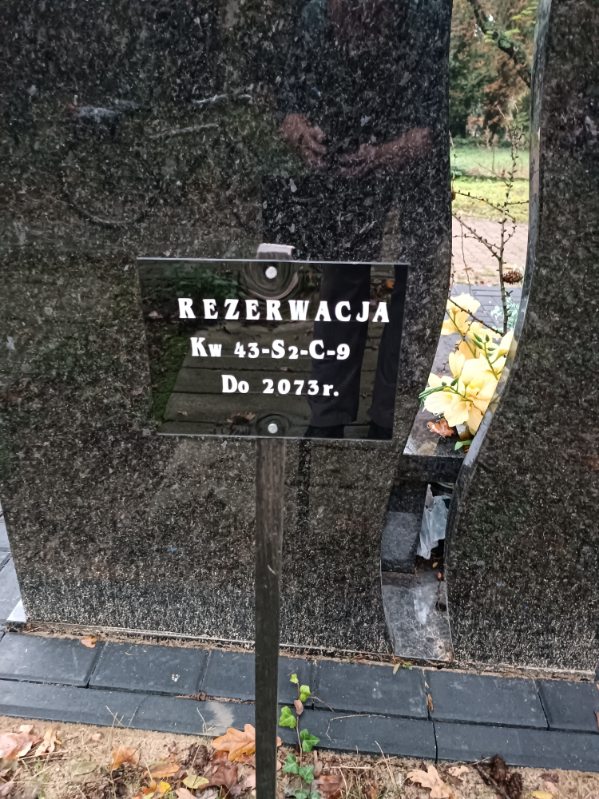 REZERWACJA
Kw 43-S2-C-9
Do 2073r.